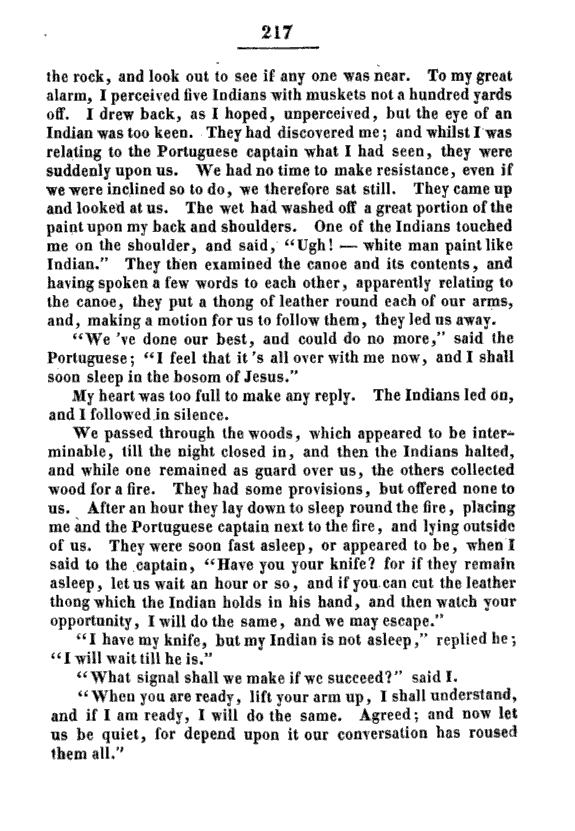 217
the rock, and look out to see if any one was near. To my great
alarm, I perceived five Indians with muskets not a hundred yards
off. I drew back, as I hoped, unperceived, but the eye of an
Indian was too keen. They had discovered me; and whilst I was
relating to the Portuguese captain what I had seen, they were
suddenly upon us. We had no time to make resistance, even if
we were inclined so to do, we therefore sat still. They came up
and looked at us. The wet had washed off a great portion of the
paint upon my back and shoulders. One of the Indians touched
me on the shoulder, and said, “Ugh! — white man paint like
Indian.” They then examined the canoe and its contents, and
having spoken a few words to each other, apparently relating to
the canoe, they put a thong of leather round each of our arms,
and, making a motion for us to follow them, they led us away.
“We 've done our best, and could do no more,” said the
Portuguese; “I feel that it 's all over with me now, and I shall
soon sleep in the bosom of Jesus.”
My heart was too full to make any reply. The Indians led on,
and I followed in silence.
We passed through the woods, which appeared to be inter-
minable, till the night closed in, and then the Indians halted,
and while one remained as guard over us, the others collected
wood for a fire. They had some provisions, but offered none to
us. After an hour they lay down to sleep round the fire, placing
me and the Portuguese captain next to the fire, and lying outside
of us. They were soon fast asleep, or appeared to be, when I
said to the captain, “Have you your knife? for if they remain
asleep, let us wait an hour or so, and if you can cut the leather
thong which the Indian holds in his hand, and then watch your
opportunity, I will do the same, and we may escape.”
“I have my knife, but my Indian is not asleep,” replied he;
“I will wait till he is.”
“What signal shall we make if we succeed?” said I.
“When you are ready, lift your arm up, I shall understand,
and if I am ready, I will do the same. Agreed; and now let
us be quiet, for depend upon it our conversation has roused
them all.”